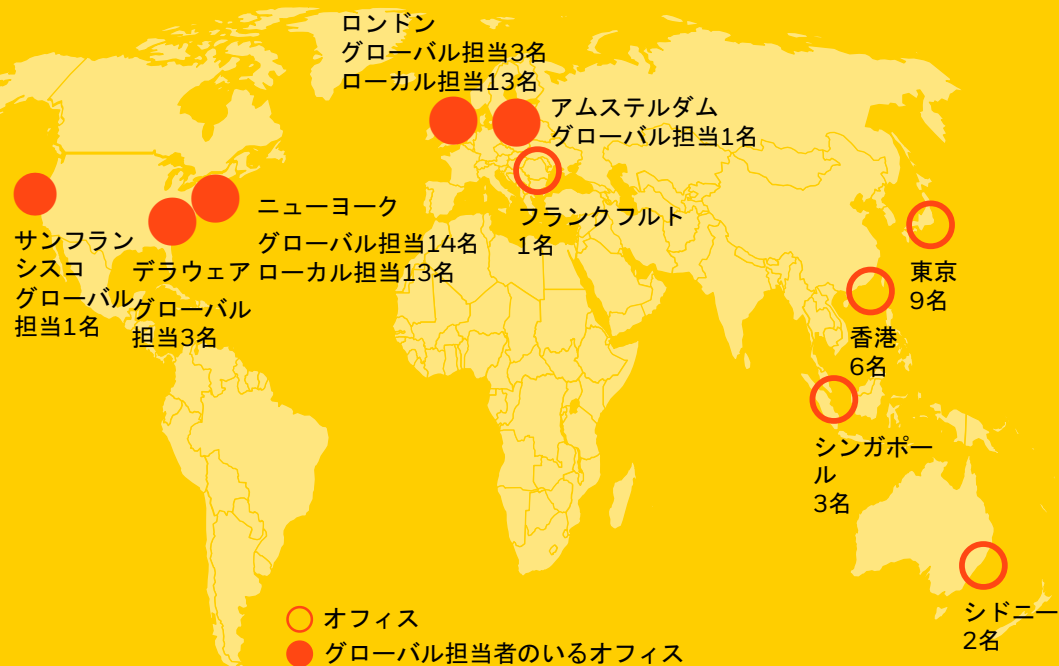 ロンドン
グローバル担当3名
ローカル担当13名
アムステルダム
グローバル担当1名
ニューヨーク
グローバル担当14名
ローカル担当13名
サンフラン
シスコ
グローバル
担当1名
デラウェア
グローバル
担当3名
フランクフルト
1名
東京
9名
香港
6名
シンガポー
ル
3名
シドニー
2名
オフィス
グローバル担当者のいるオフィス